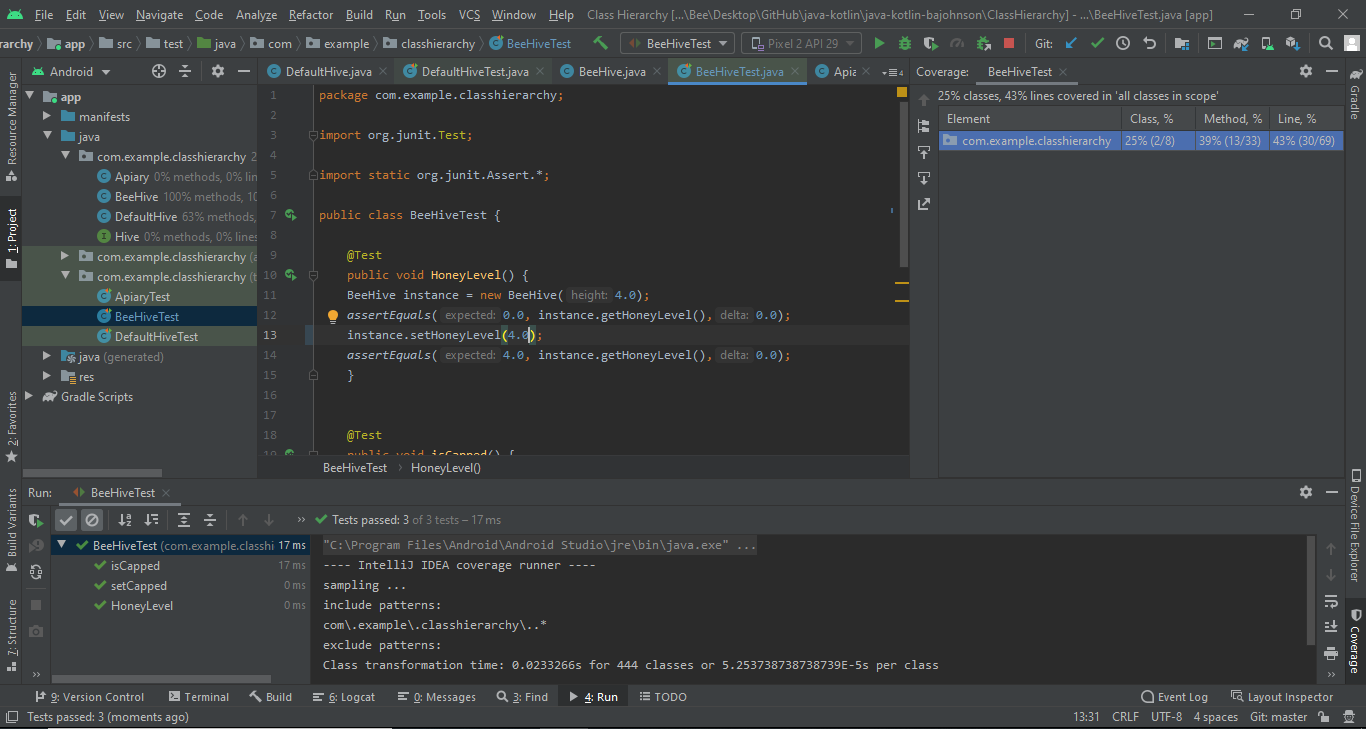 File Edit View Navigate Code Analyze Refactor Build Run Tools VCS Window Help Class Hierarchy [...\Bee\Desktop\GitHub\java-kotlin\java-kotlin-bajohnson\ClassHierarchy] - ...\BeeHiveTest.java [app]
rarchy app src test java com example classhierarchy BeeHiveTest BeeHiveTest Pixel 2 API 29 Git:
Android
DefaultHive.java DefaultHiveTest.java BeeHive.java BeeHiveTest.java Apia 4
Coverage: BeeHiveTest
Resource Manager
1: Project
2: Favorites
Build Variants
7: Structure
app
manifests
java
com.example.classhierarchy 2
Apiary 0% methods, 0% lin
BeeHive 100% methods, 10
DefaultHive 63% methods,
Hive 0% methods, 0% lines
com.example.classhierarchy (a
com.example.classhierarchy (t
ApiaryTest
BeeHiveTest
DefaultHiveTest
java (generated)
res
Gradle Scripts
1 package com.example.classhierarchy;
2
3 import org.junit.Test;
4
5 import static org.junit.Assert.*;
6
7 public class BeeHiveTest {
8
9 @Test
10 public void HoneyLevel() {
11 BeeHive instance = new BeeHive( height: 4.0);
12 assertEquals( expected: 0.0, instance.getHoneyLevel(), delta: 0.0);
13 instance.setHoneyLevel(4.0);
14 assertEquals( expected: 4.0, instance.getHoneyLevel(), delta: 0.0);
15 }
16
17
18 @Test
19 public void isCapped() {
BeeHiveTest HoneyLevel()
25% classes, 43% lines covered in 'all classes in scope'
Element Class, % Method, % Line, %
com.example.classhierarchy 25% (2/8) 39% (13/33) 43% (30/69)
Gradle
Device File Explorer
Coverage
Run: BeeHiveTest
Tests passed: 3 of 3 tests – 17 ms
BeeHiveTest (com.example.classhi 17 ms
isCapped 17 ms
setCapped 0 ms
HoneyLevel 0 ms
"C:\Program Files\Android\Android Studio\jre\bin\java.exe" ...
---- IntelliJ IDEA coverage runner ----
sampling ...
include patterns:
com\.example\.classhierarchy\..*
exclude patterns:
Class transformation time: 0.0233266s for 444 classes or 5.253738738738739E-5s per class
9: Version Control Terminal Build 6: Logcat 0: Messages 3: Find 4: Run TODO Event Log Layout Inspector
Tests passed: 3 (moments ago) 13:31 CRLF UTF-8 4 spaces Git: master